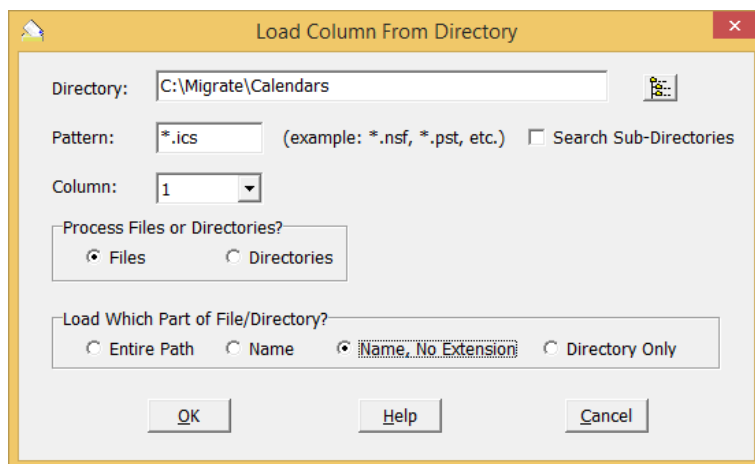 Load Column From Directory
Directory: C:\Migrate\Calendars
Pattern: *.ics (example: *.nsf, *.pst, etc.) Search Sub-Directories
Column: 1
Process Files or Directories?
Files Directories
Load Which Part of File/Directory?
Entire Path Name Name, No Extension Directory Only
OK Help Cancel